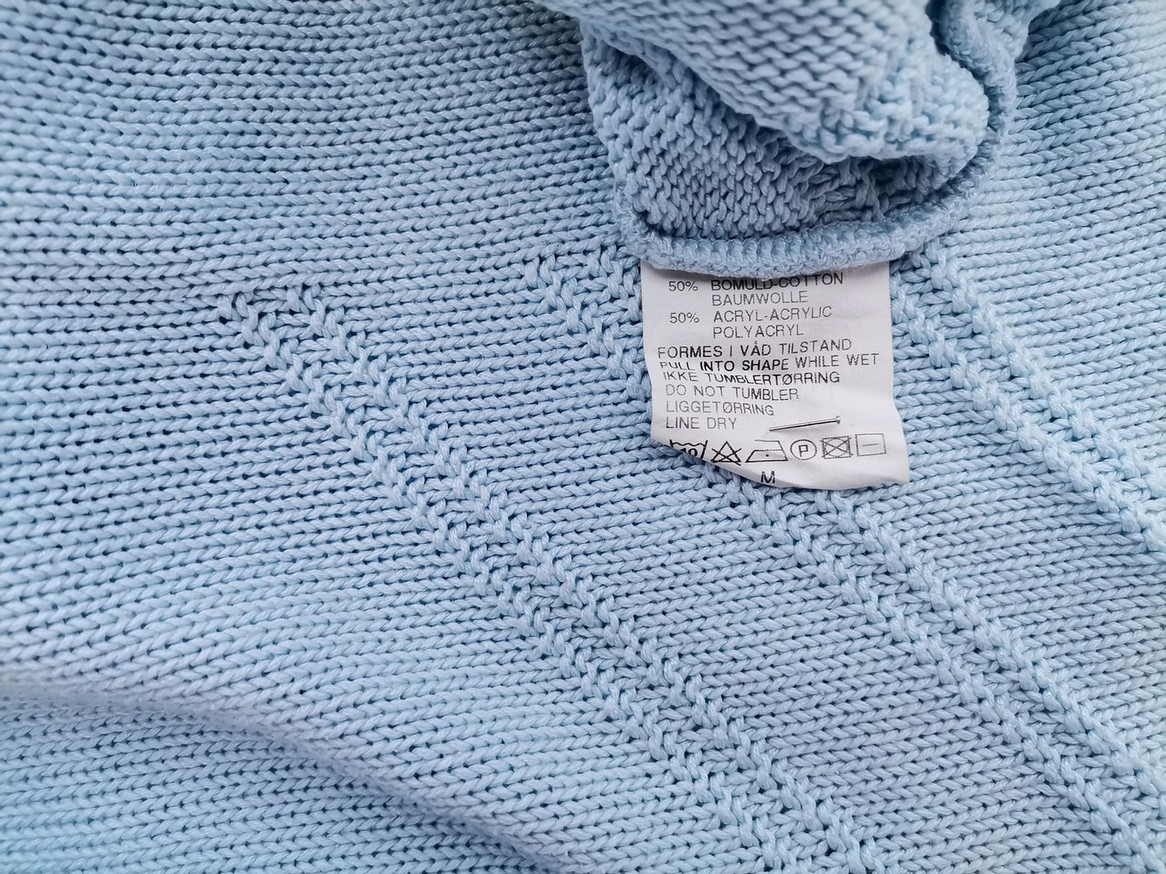 50% BOMULD-COTTON
BAUMWOLLE
50% ACRYL-ACRYLIC
POLYACRYL
FORMES I VÅD TILSTAND
PULL INTO SHAPE WHILE WET
IKKE TUMBLERTØRRING
DO NOT TUMBLER
LIGGETØRRING
LINE DRY
P
M